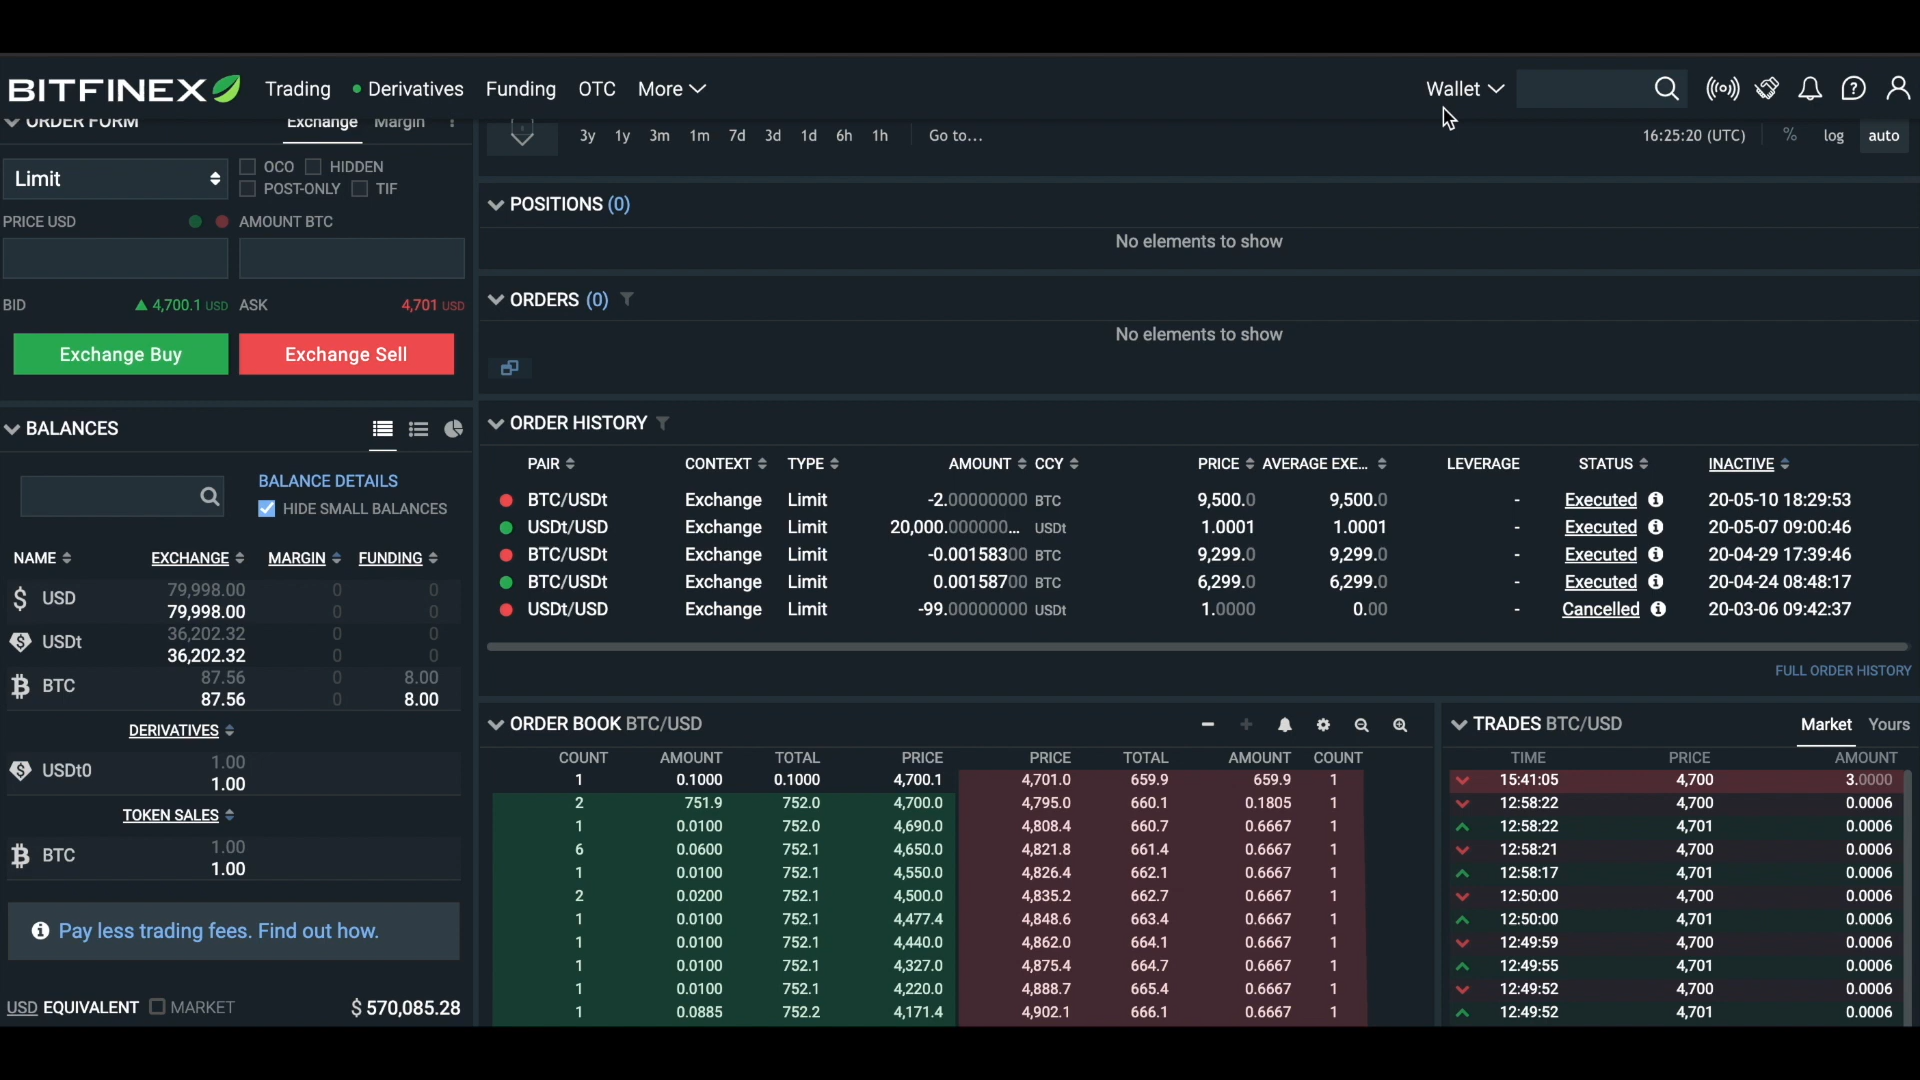 BITFINEX Trading Derivatives Funding OTC More Wallet
ORDER FORM Exchange Margin
3y 1y 3m 1m 7d 3d 1d 6h 1h Go to... 16:25:20 (UTC) % log auto
Limit
OCO HIDDEN
POST-ONLY TIF
PRICE USD AMOUNT BTC
BID 4,700.1 USD ASK 4,701 USD
Exchange Buy Exchange Sell
BALANCES
BALANCE DETAILS
HIDE SMALL BALANCES
NAME EXCHANGE MARGIN FUNDING
79,998.00 0 0
USD
79,998.00 0 0
36,202.32 0 0
USDt
36,202.32 0 0
87.56 0 8.00
BTC
87.56 0 8.00
DERIVATIVES
1.00
USDt0
1.00
TOKEN SALES
1.00
BTC
1.00
Pay less trading fees. Find out how.
USD EQUIVALENT MARKET $ 570,085.28
POSITIONS (0)
No elements to show
ORDERS (0)
No elements to show
ORDER HISTORY
PAIR CONTEXT TYPE AMOUNT CCY PRICE AVERAGE EXE... LEVERAGE STATUS INACTIVE
BTC/USDt Exchange Limit -2.00000000 BTC 9,500.0 9,500.0 - Executed 20-05-10 18:29:53
USDt/USD Exchange Limit 20,000.000000... USDt 1.0001 1.0001 - Executed 20-05-07 09:00:46
BTC/USDt Exchange Limit -0.00158300 BTC 9,299.0 9,299.0 - Executed 20-04-29 17:39:46
BTC/USDt Exchange Limit 0.00158700 BTC 6,299.0 6,299.0 - Executed 20-04-24 08:48:17
USDt/USD Exchange Limit -99.00000000 USDt 1.0000 0.00 - Cancelled 20-03-06 09:42:37
FULL ORDER HISTORY
ORDER BOOK BTC/USD
COUNT AMOUNT TOTAL PRICE PRICE TOTAL AMOUNT COUNT
1 0.1000 0.1000 4,700.1 4,701.0 659.9 659.9 1
2 751.9 752.0 4,700.0 4,795.0 660.1 0.1805 1
1 0.0100 752.0 4,690.0 4,808.4 660.7 0.6667 1
6 0.0600 752.1 4,650.0 4,821.8 661.4 0.6667 1
1 0.0100 752.1 4,550.0 4,826.4 662.1 0.6667 1
2 0.0200 752.1 4,500.0 4,835.2 662.7 0.6667 1
1 0.0100 752.1 4,477.4 4,848.6 663.4 0.6667 1
1 0.0100 752.1 4,440.0 4,862.0 664.1 0.6667 1
1 0.0100 752.1 4,327.0 4,875.4 664.7 0.6667 1
1 0.0100 752.1 4,220.0 4,888.7 665.4 0.6667 1
1 0.0885 752.2 4,171.4 4,902.1 666.1 0.6667 1
TRADES BTC/USD Market Yours
TIME PRICE AMOUNT
15:41:05 4,700 3.0000
12:58:22 4,700 0.0006
12:58:22 4,701 0.0006
12:58:21 4,700 0.0006
12:58:17 4,701 0.0006
12:50:00 4,700 0.0006
12:50:00 4,701 0.0006
12:49:59 4,700 0.0006
12:49:55 4,701 0.0006
12:49:52 4,700 0.0006
12:49:52 4,701 0.0006